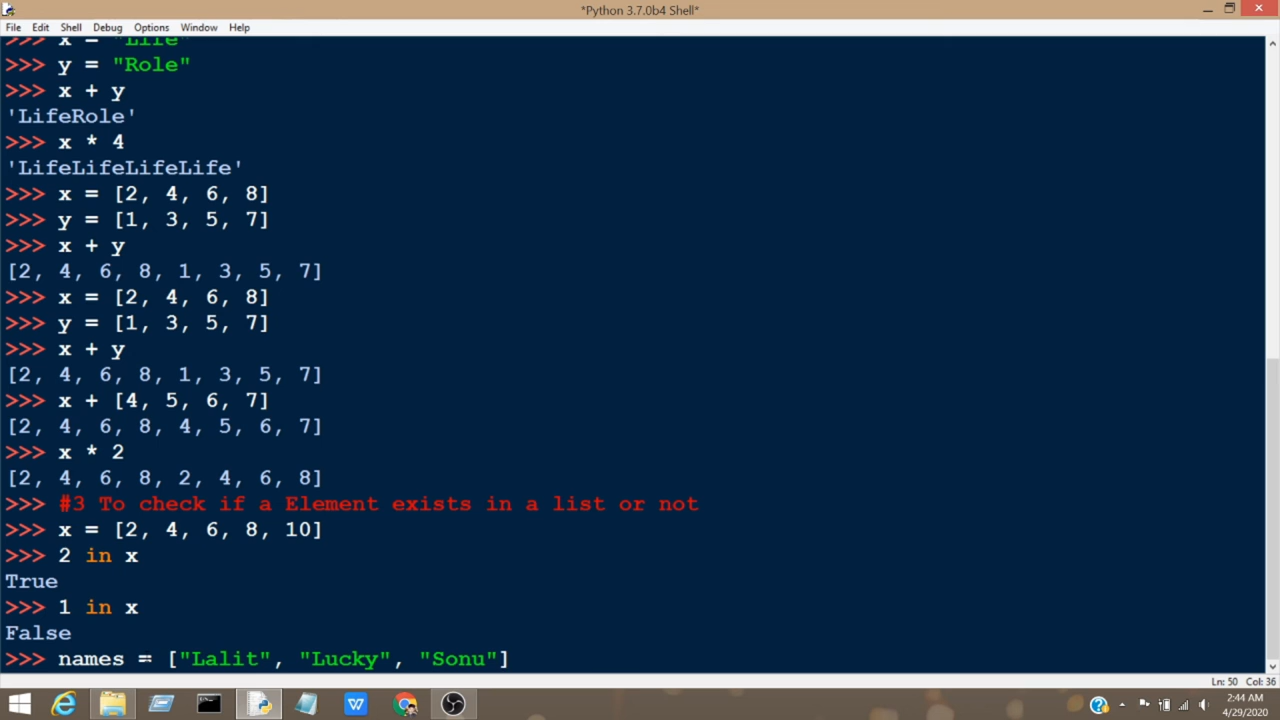 *Python 3.7.0b4 Shell*
File Edit Shell Debug Options Window Help
>>> x = "Life"
>>> y = "Role"
>>> x + y
'LifeRole'
>>> x * 4
'LifeLifeLifeLife'
>>> x = [2, 4, 6, 8]
>>> y = [1, 3, 5, 7]
>>> x + y
[2, 4, 6, 8, 1, 3, 5, 7]
>>> x = [2, 4, 6, 8]
>>> y = [1, 3, 5, 7]
>>> x + y
[2, 4, 6, 8, 1, 3, 5, 7]
>>> x + [4, 5, 6, 7]
[2, 4, 6, 8, 4, 5, 6, 7]
>>> x * 2
[2, 4, 6, 8, 2, 4, 6, 8]
>>> #3 To check if a Element exists in a list or not
>>> x = [2, 4, 6, 8, 10]
>>> 2 in x
True
>>> 1 in x
False
>>> names = ["Lalit", "Lucky", "Sonu"]
Ln: 50 Col: 36
2:44 AM
4/29/2020